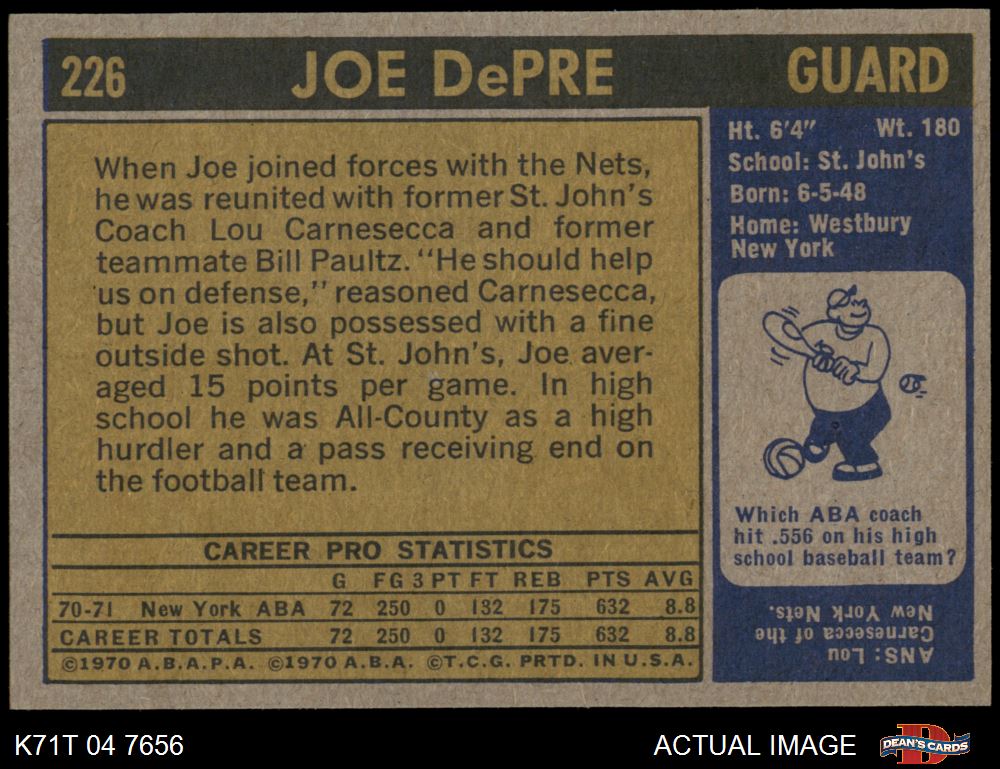 226 JOE DePRE GUARD
When Joe joined forces with the Nets,
he was reunited with former St. John's
Coach Lou Carnesecca and former
teammate Bill Paultz. "He should help
us on defense," reasoned Carnesecca,
but Joe is also possessed with a fine
outside shot. At St. John's, Joe aver-
aged 15 points per game. In high
school he was All-County as a high
hurdler and a pass receiving end on
the football team.
CAREER PRO STATISTICS
G FG 3PT FT REB PTS AVG
70-71 New York ABA 72 250 0 132 175 632 8.8
CAREER TOTALS 72 250 0 132 175 632 8.8
©1970 A.B.A.P.A. ©1970 A.B.A. ©T.C.G. PRTD. IN U.S.A.
Ht. 6'4" Wt. 180
School: St. John's
Born: 6-5-48
Home: Westbury
New York
Which ABA coach
hit .556 on his high
school baseball team?
ANS: Lou
Carnesecca of the
New York Nets.
K71T 04 7656
ACTUAL IMAGE
DEAN'S CARDS